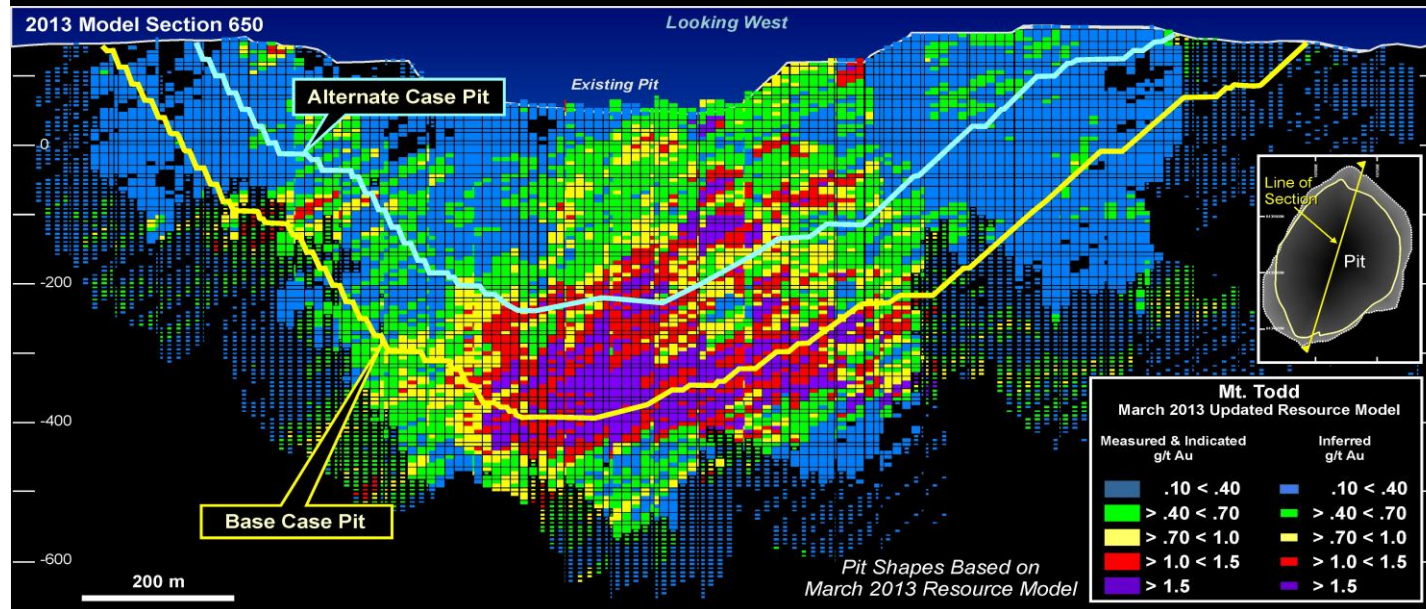 2013 Model Section 650
Looking West
Existing Pit
Alternate Case Pit
0
-200
-400
-600
Base Case Pit
200 m
Line of
Section
Pit
Pit Shapes Based on
March 2013 Resource Model
Mt. Todd
March 2013 Updated Resource Model
Measured & Indicated
g/t Au
.10 < .40
> .40 < .70
> .70 < 1.0
> 1.0 < 1.5
> 1.5
Inferred
g/t Au
.10 < .40
> .40 < .70
> .70 < 1.0
> 1.0 < 1.5
> 1.5